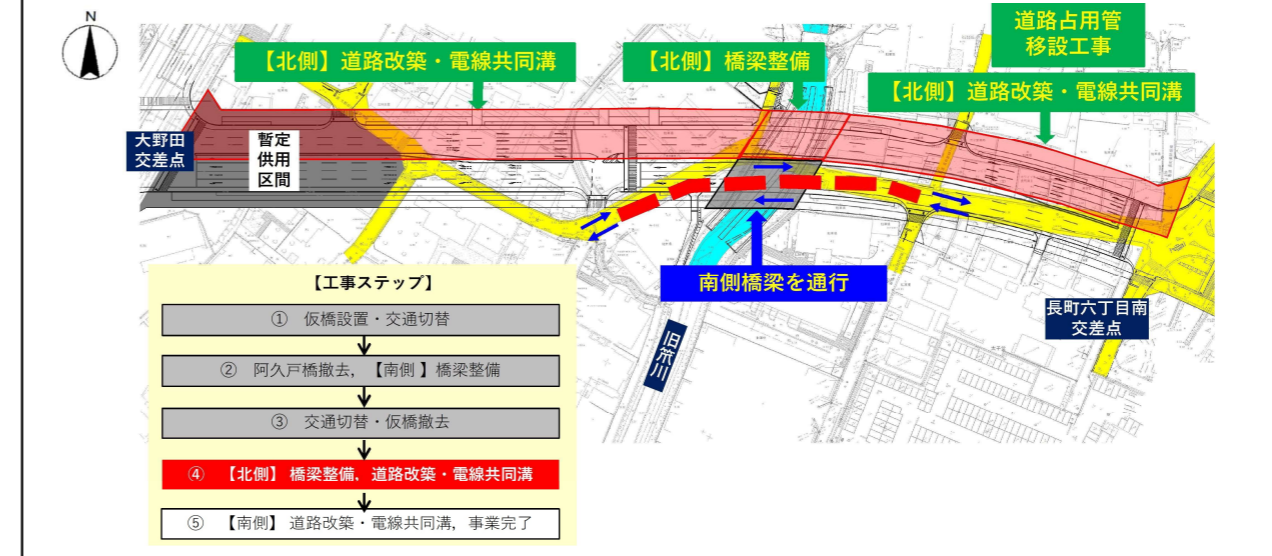 N
道路占用管
移設工事
【北側】道路改築・電線共同溝
【北側】橋梁整備
【北側】道路改築・電線共同溝
大野田
交差点
暫定
供用
区間
南側橋梁を通行
長町六丁目南
交差点
旧笊川
【工事ステップ】
① 仮橋設置・交通切替
② 阿久戸橋撤去，【南側 】橋梁整備
③ 交通切替・仮橋撤去
④ 【北側】 橋梁整備，道路改築・電線共同溝
⑤ 【南側】 道路改築・電線共同溝，事業完了